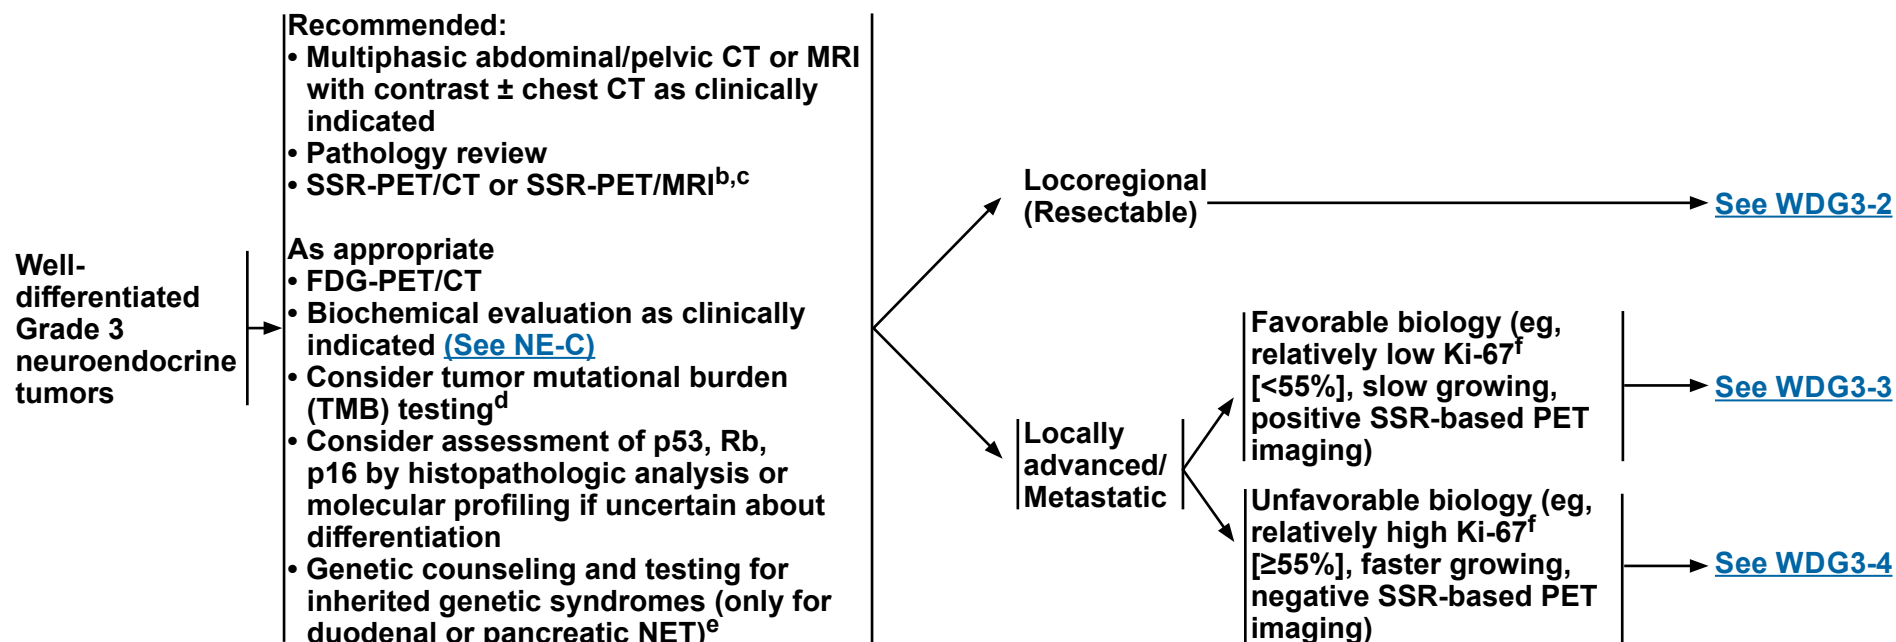 Well-
differentiated
Grade 3
neuroendocrine
tumors
Recommended:
• Multiphasic abdominal/pelvic CT or MRI
with contrast ± chest CT as clinically
indicated
• Pathology review
• SSR-PET/CT or SSR-PET/MRIb,c
As appropriate
• FDG-PET/CT
• Biochemical evaluation as clinically
indicated (See NE-C)
• Consider tumor mutational burden
(TMB) testingd
• Consider assessment of p53, Rb,
p16 by histopathologic analysis or
molecular profiling if uncertain about
differentiation
• Genetic counseling and testing for
inherited genetic syndromes (only for
duodenal or pancreatic NET)e
Locoregional
(Resectable)
See WDG3-2
Locally
advanced/
Metastatic
Favorable biology (eg,
relatively low Ki-67f
[<55%], slow growing,
positive SSR-based PET
imaging)
See WDG3-3
Unfavorable biology (eg,
relatively high Ki-67f
[≥55%], faster growing,
negative SSR-based PET
imaging)
See WDG3-4